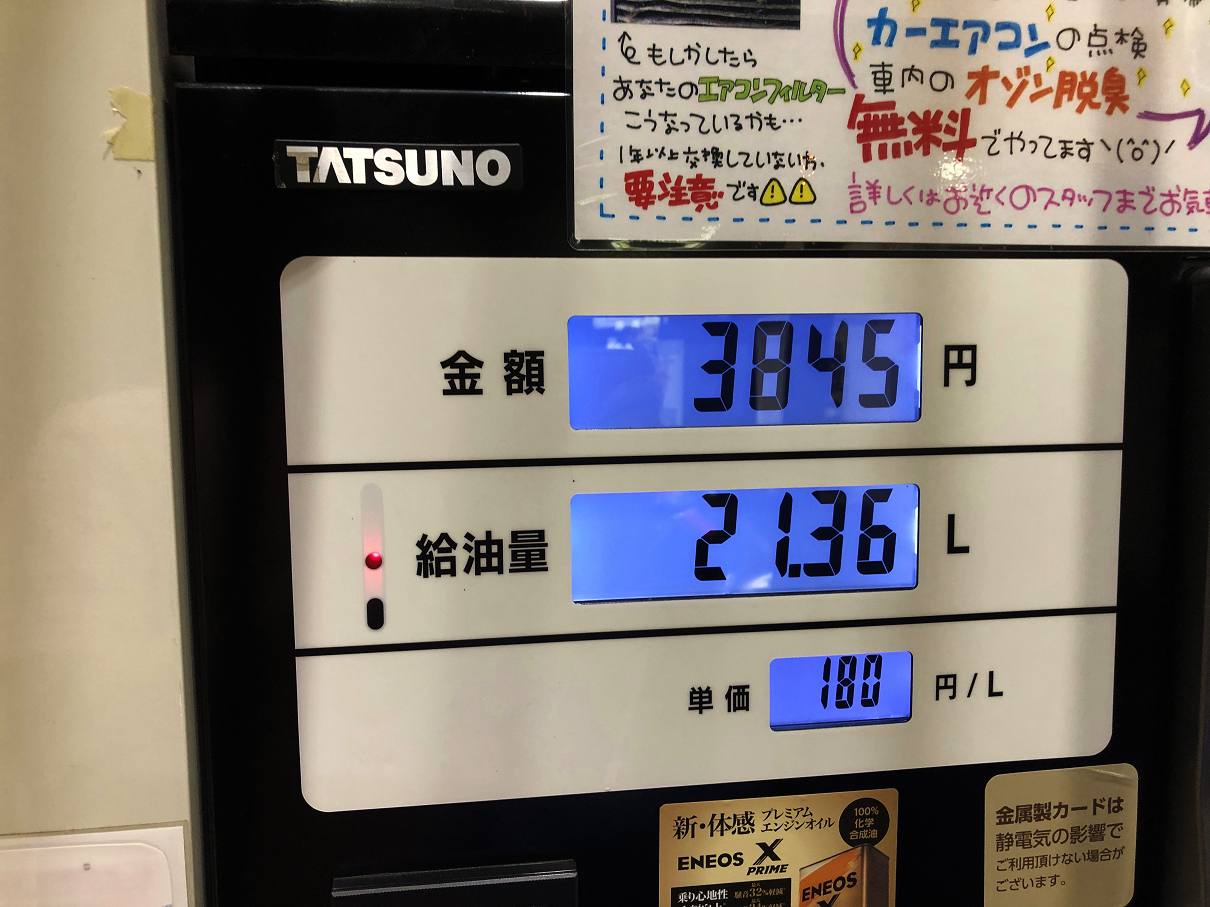 もしかしたら
あなたのエアコンフィルター
こうなっているかも…
1年以上交換していない方、
要注意です
カーエアコンの点検
車内のオゾン脱臭
無料でやってます＼(^o^)／
詳しくはお近くのスタッフまでお気
TATSUNO
金額 3845 円
給油量 21.36 L
単価 180 円/L
新・体感 プレミアム
エンジンオイル
100%
化学
合成油
ENEOS X
PRIME
乗り心地性
ENEOS
X
金属製カードは
静電気の影響で
ご利用頂けない場合が
ございます。